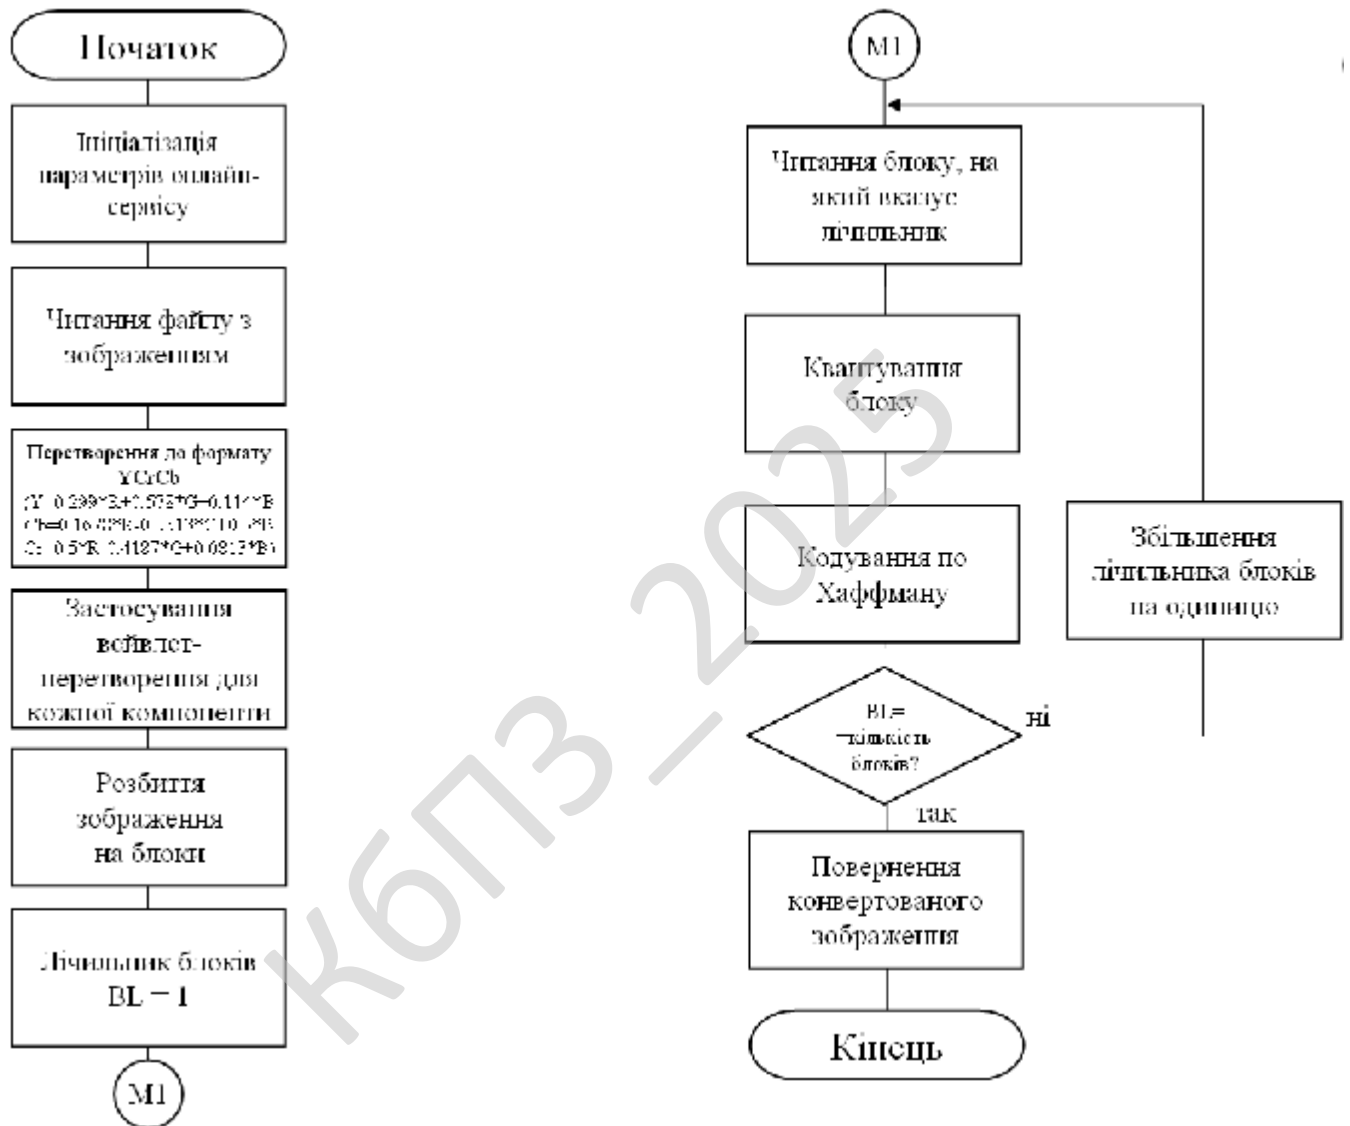 Початок
Ініціалізація
параметрів онлайн-
сервісу
Читання файлу з
зображенням
Перетворення до формату
YCrCb
Застосування
вейвлет-
перетворення для
кожної компоненти
Розбиття
зображення
на блоки
Лічильник блоків
BL = 1
М1
М1
Читання блоку, на
який вказує
лічильник
Квантування
блоку
Кодування по
Хаффману
BL=
=кількість
блоків?
ні
так
Збільшення
лічильника блоків
на одиницю
Повернення
конвертованого
зображення
Кінець
КбПЗ_2025